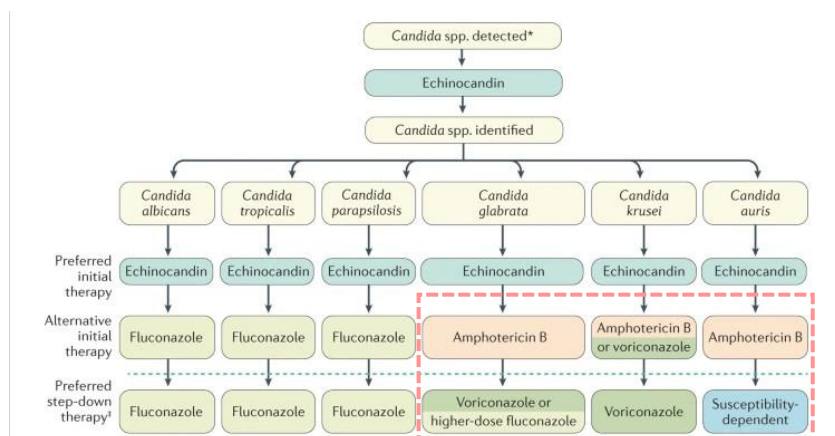 Candida spp. detected*
Echinocandin
Candida spp. identified
Candida albicans
Candida tropicalis
Candida parapsilosis
Candida glabrata
Candida krusei
Candida auris
Preferred initial therapy
Echinocandin
Echinocandin
Echinocandin
Echinocandin
Echinocandin
Echinocandin
Alternative initial therapy
Fluconazole
Fluconazole
Fluconazole
Amphotericin B
Amphotericin B or voriconazole
Amphotericin B
Preferred step-down therapy‡
Fluconazole
Fluconazole
Fluconazole
Voriconazole or higher-dose fluconazole
Voriconazole
Susceptibility-dependent